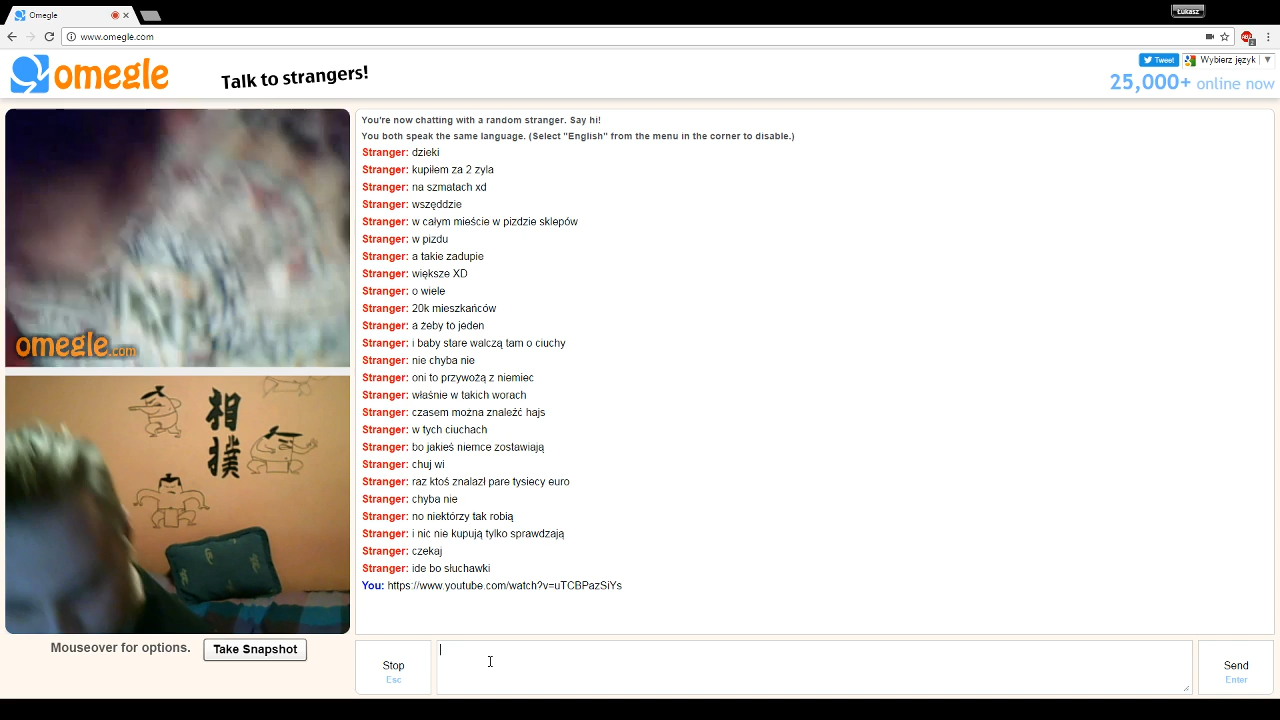 Omegle
Łukasz
www.omegle.com
omegle
Talk to strangers!
Tweet
Wybierz język
25,000+ online now
You're now chatting with a random stranger. Say hi!
You both speak the same language. (Select "English" from the menu in the corner to disable.)
Stranger: dzieki
Stranger: kupiłem za 2 zyla
Stranger: na szmatach xd
Stranger: wszęddzie
Stranger: w całym mieście w pizdzie sklepów
Stranger: w pizdu
Stranger: a takie zadupie
Stranger: większe XD
Stranger: o wiele
Stranger: 20k mieszkańców
Stranger: a żeby to jeden
Stranger: i baby stare walczą tam o ciuchy
Stranger: nie chyba nie
Stranger: oni to przywożą z niemiec
Stranger: właśnie w takich worach
Stranger: czasem można znaleźć hajs
Stranger: w tych ciuchach
Stranger: bo jakieś niemce zostawiają
Stranger: chuj wi
Stranger: raz ktoś znalazł pare tysiecy euro
Stranger: chyba nie
Stranger: no niektórzy tak robią
Stranger: i nic nie kupują tylko sprawdzają
Stranger: czekaj
Stranger: ide bo słuchawki
You: https://www.youtube.com/watch?v=uTCBPazSiYs
omegle.com
相撲
Mouseover for options.
Take Snapshot
Stop
Esc
Send
Enter